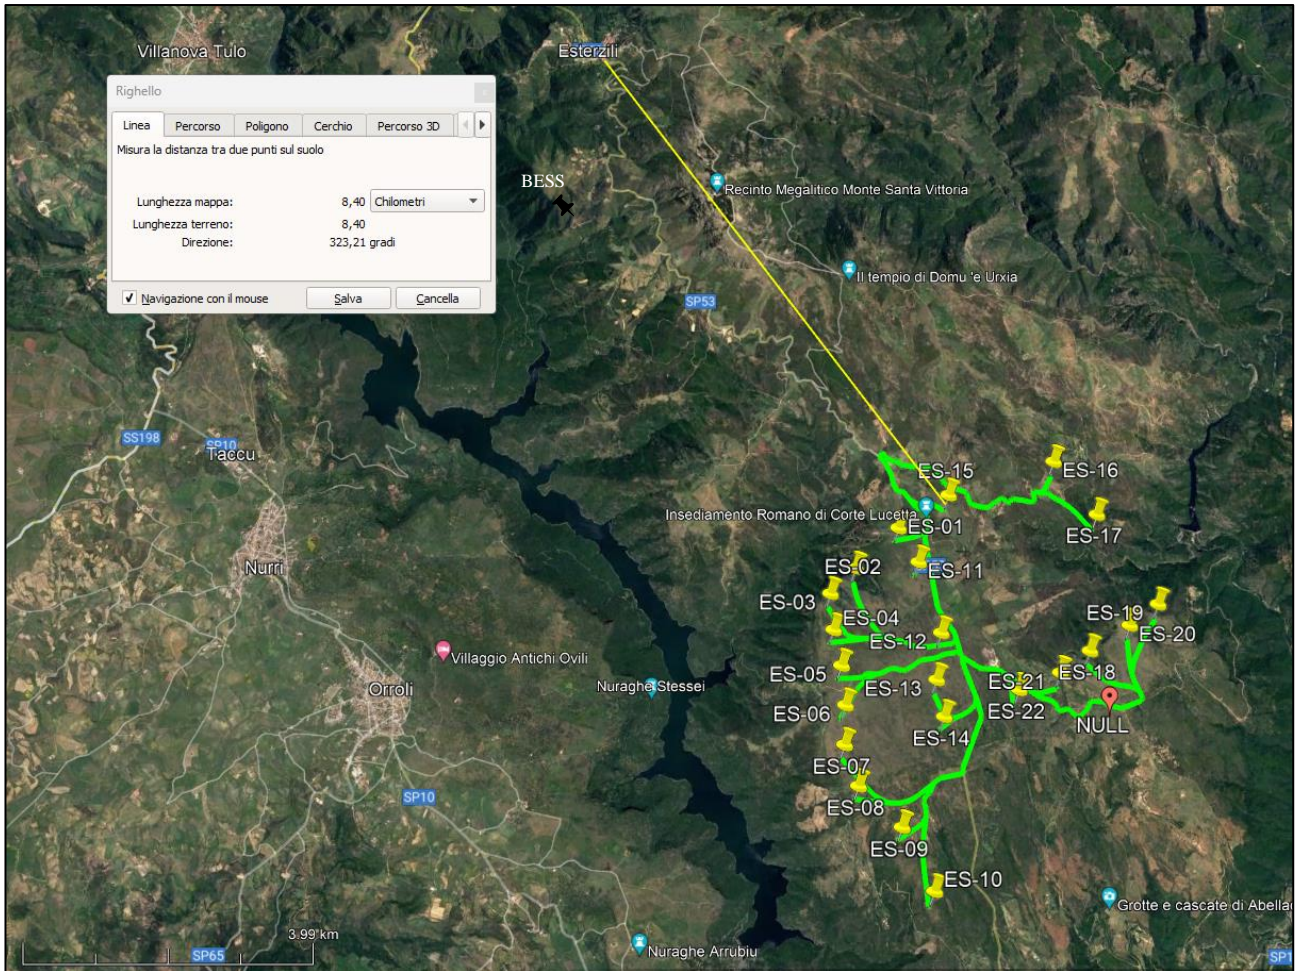 Villanova Tulo
Esterzili
Righello
Linea
Percorso
Poligono
Cerchio
Percorso 3D
Misura la distanza tra due punti sul suolo
Lunghezza mappa:
8,40
Chilometri
Lunghezza terreno:
8,40
Direzione:
323,21 gradi
Navigazione con il mouse
Salva
Cancella
BESS
Recinto Megalitico Monte Santa Vittoria
Il tempio di Domu 'e Urxia
SP53
SS198
SP10
Taccu
ES-15
ES-16
Insediamento Romano di Corte Lucetta
ES-01
ES-17
Nurri
ES-02
ES-11
ES-03
ES-04
ES-19
ES-12
ES-20
Villaggio Antichi Ovili
ES-05
ES-13
ES-21
ES-18
Nuraghe Stessei
Orroli
ES-06
ES-22
NULL
ES-14
ES-07
SP10
ES-08
ES-09
ES-10
Grotte e cascate di Abella
3.99 km
Nuraghe Arrubiu
SP65
SP1